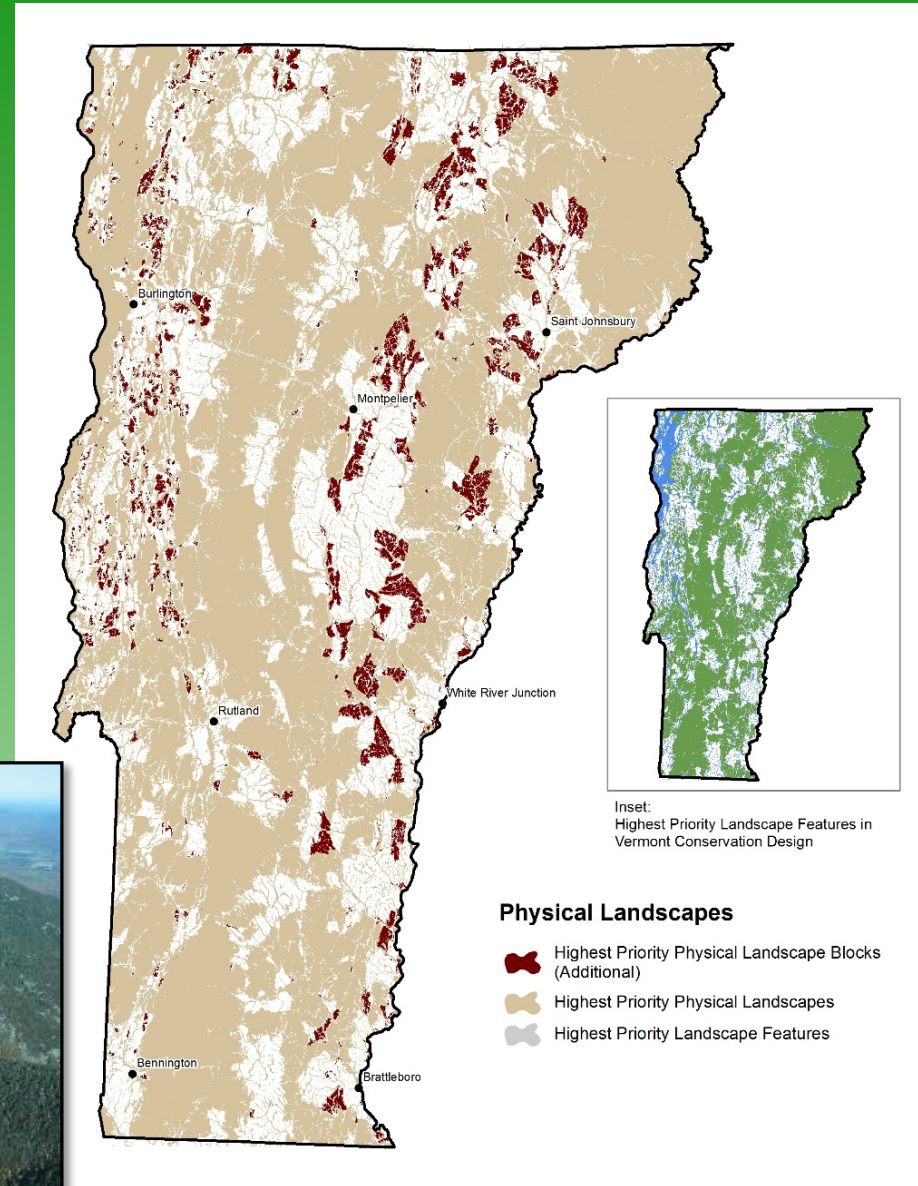 Burlington
Saint Johnsbury
Montpelier
White River Junction
Rutland
Inset:
Highest Priority Landscape Features in
Vermont Conservation Design
Physical Landscapes
Highest Priority Physical Landscape Blocks
(Additional)
Highest Priority Physical Landscapes
Highest Priority Landscape Features
Bennington
Brattleboro